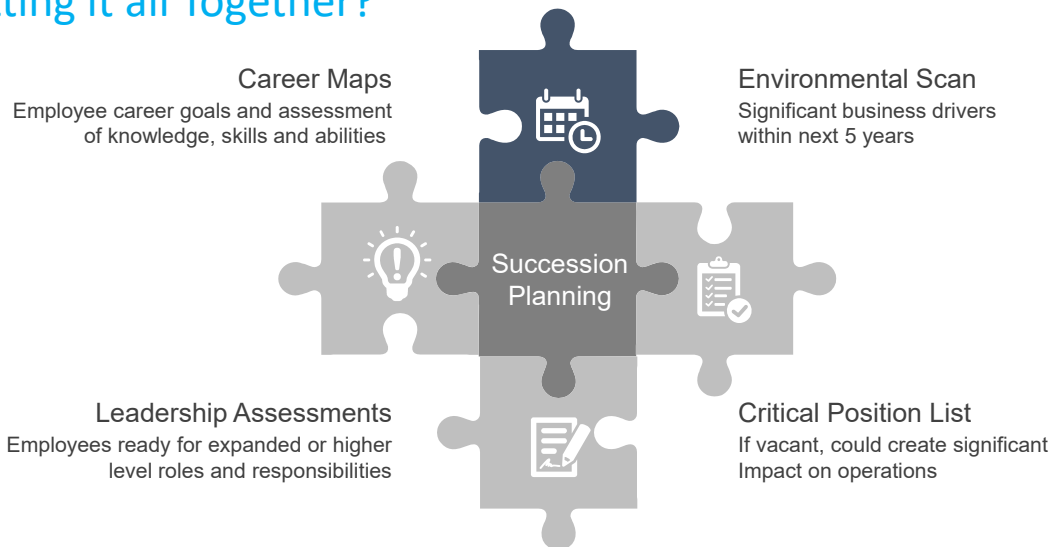 ting it all Together?
Career Maps
Employee career goals and assessment
of knowledge, skills and abilities
Environmental Scan
Significant business drivers
within next 5 years
Succession
Planning
Leadership Assessments
Employees ready for expanded or higher
level roles and responsibilities
Critical Position List
If vacant, could create significant
Impact on operations